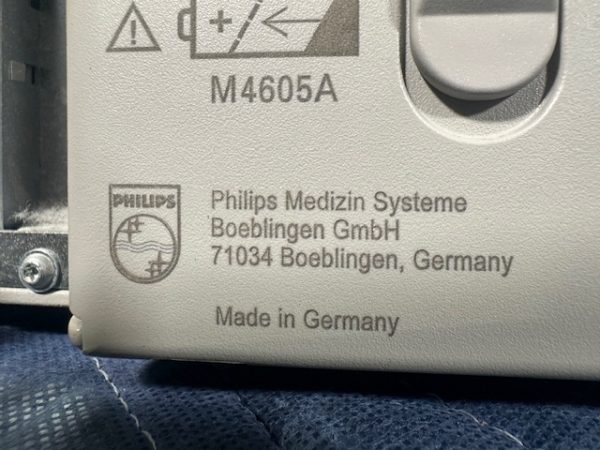 M4605A
PHILIPS
Philips Medizin Systeme
Boeblingen GmbH
71034 Boeblingen, Germany
Made in Germany